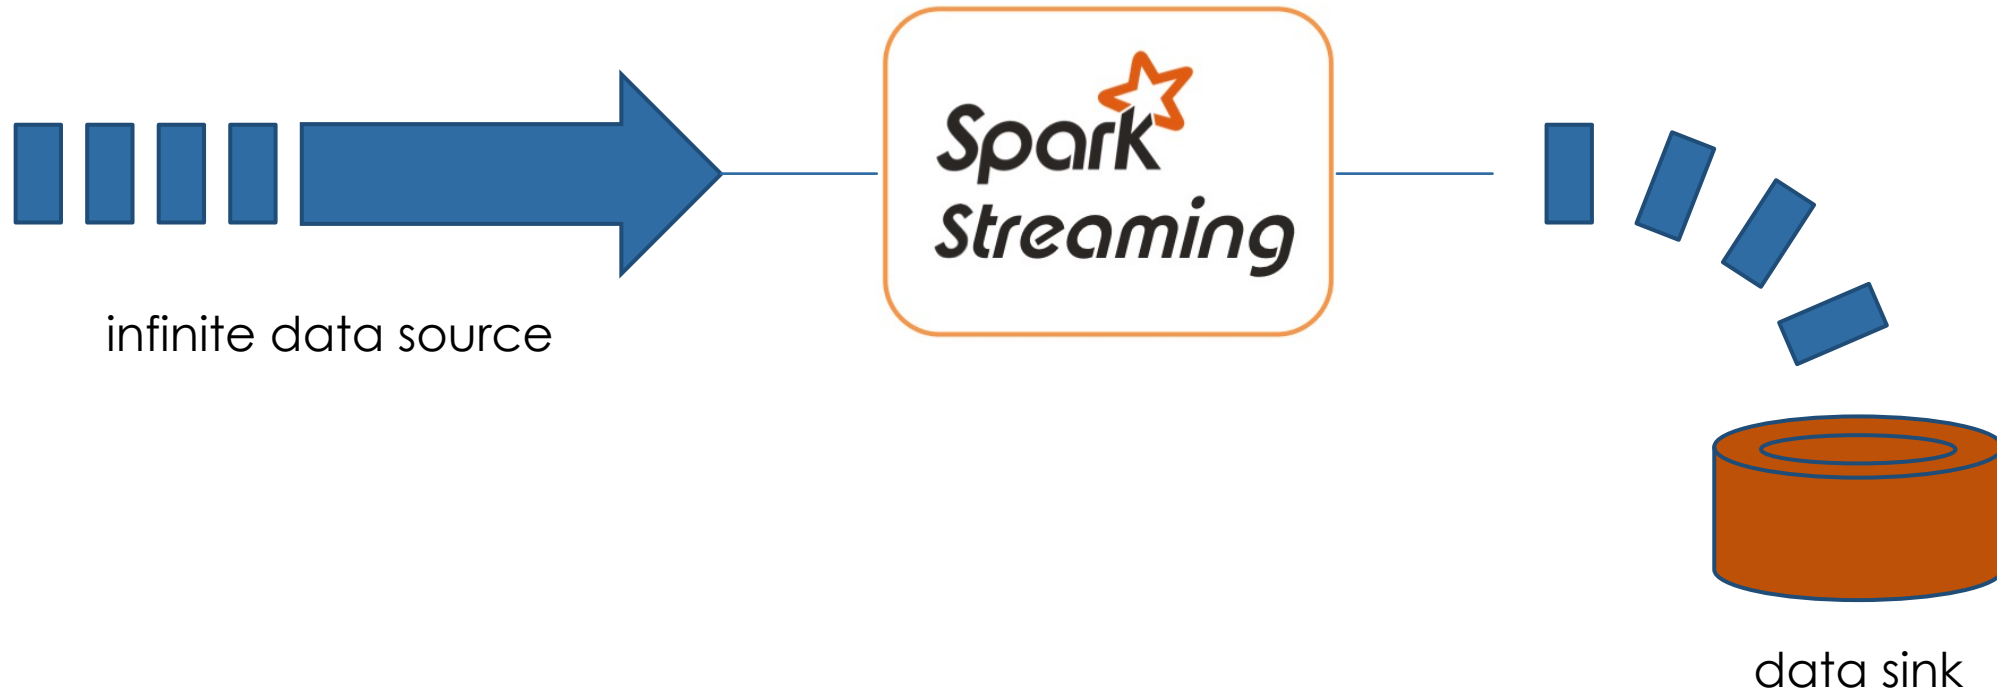 Spark
Streaming
infinite data source
data sink